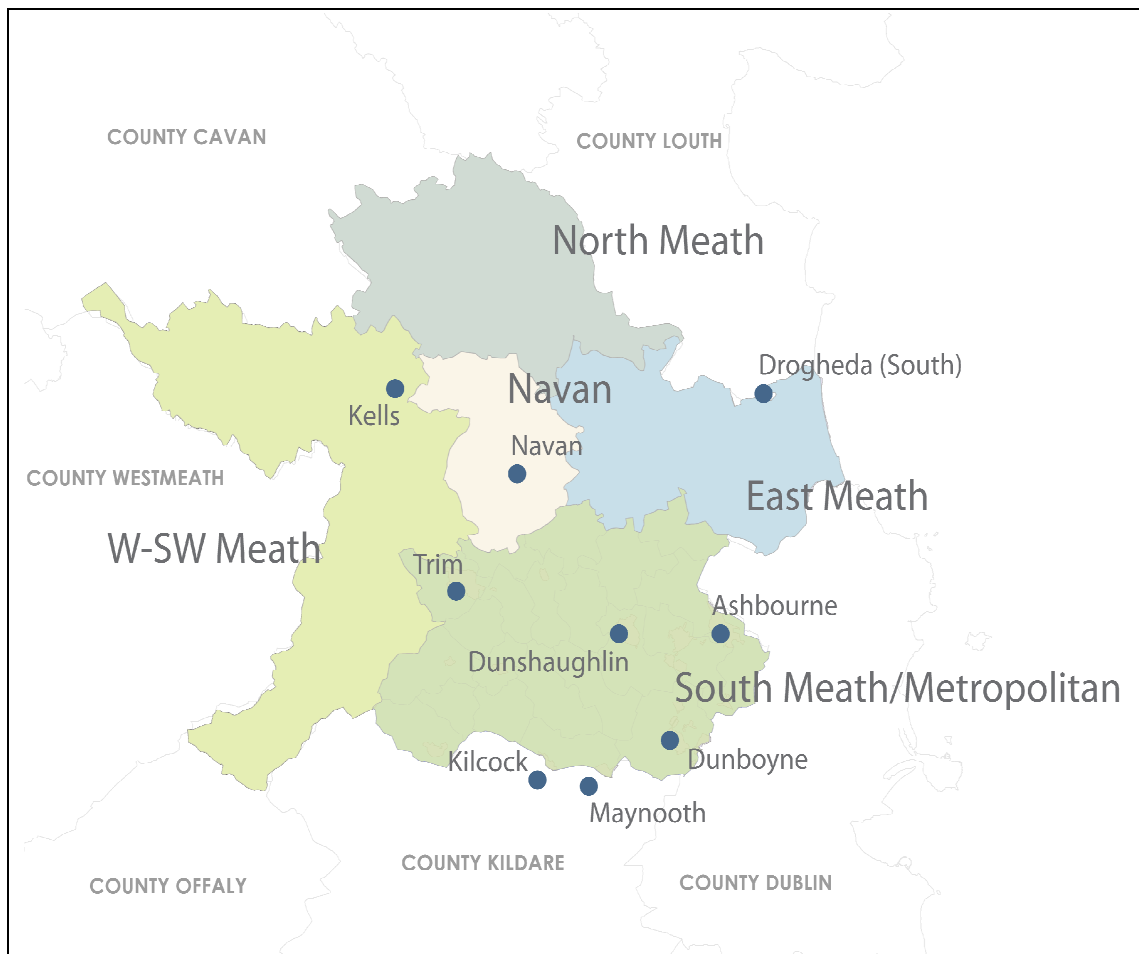 COUNTY CAVAN
COUNTY LOUTH
North Meath
Drogheda (South)
Navan
Kells
Navan
COUNTY WESTMEATH
East Meath
W-SW Meath
Trim
Ashbourne
Dunshaughlin
South Meath/Metropolitan
Kilcock
Dunboyne
Maynooth
COUNTY KILDARE
COUNTY OFFALY
COUNTY DUBLIN